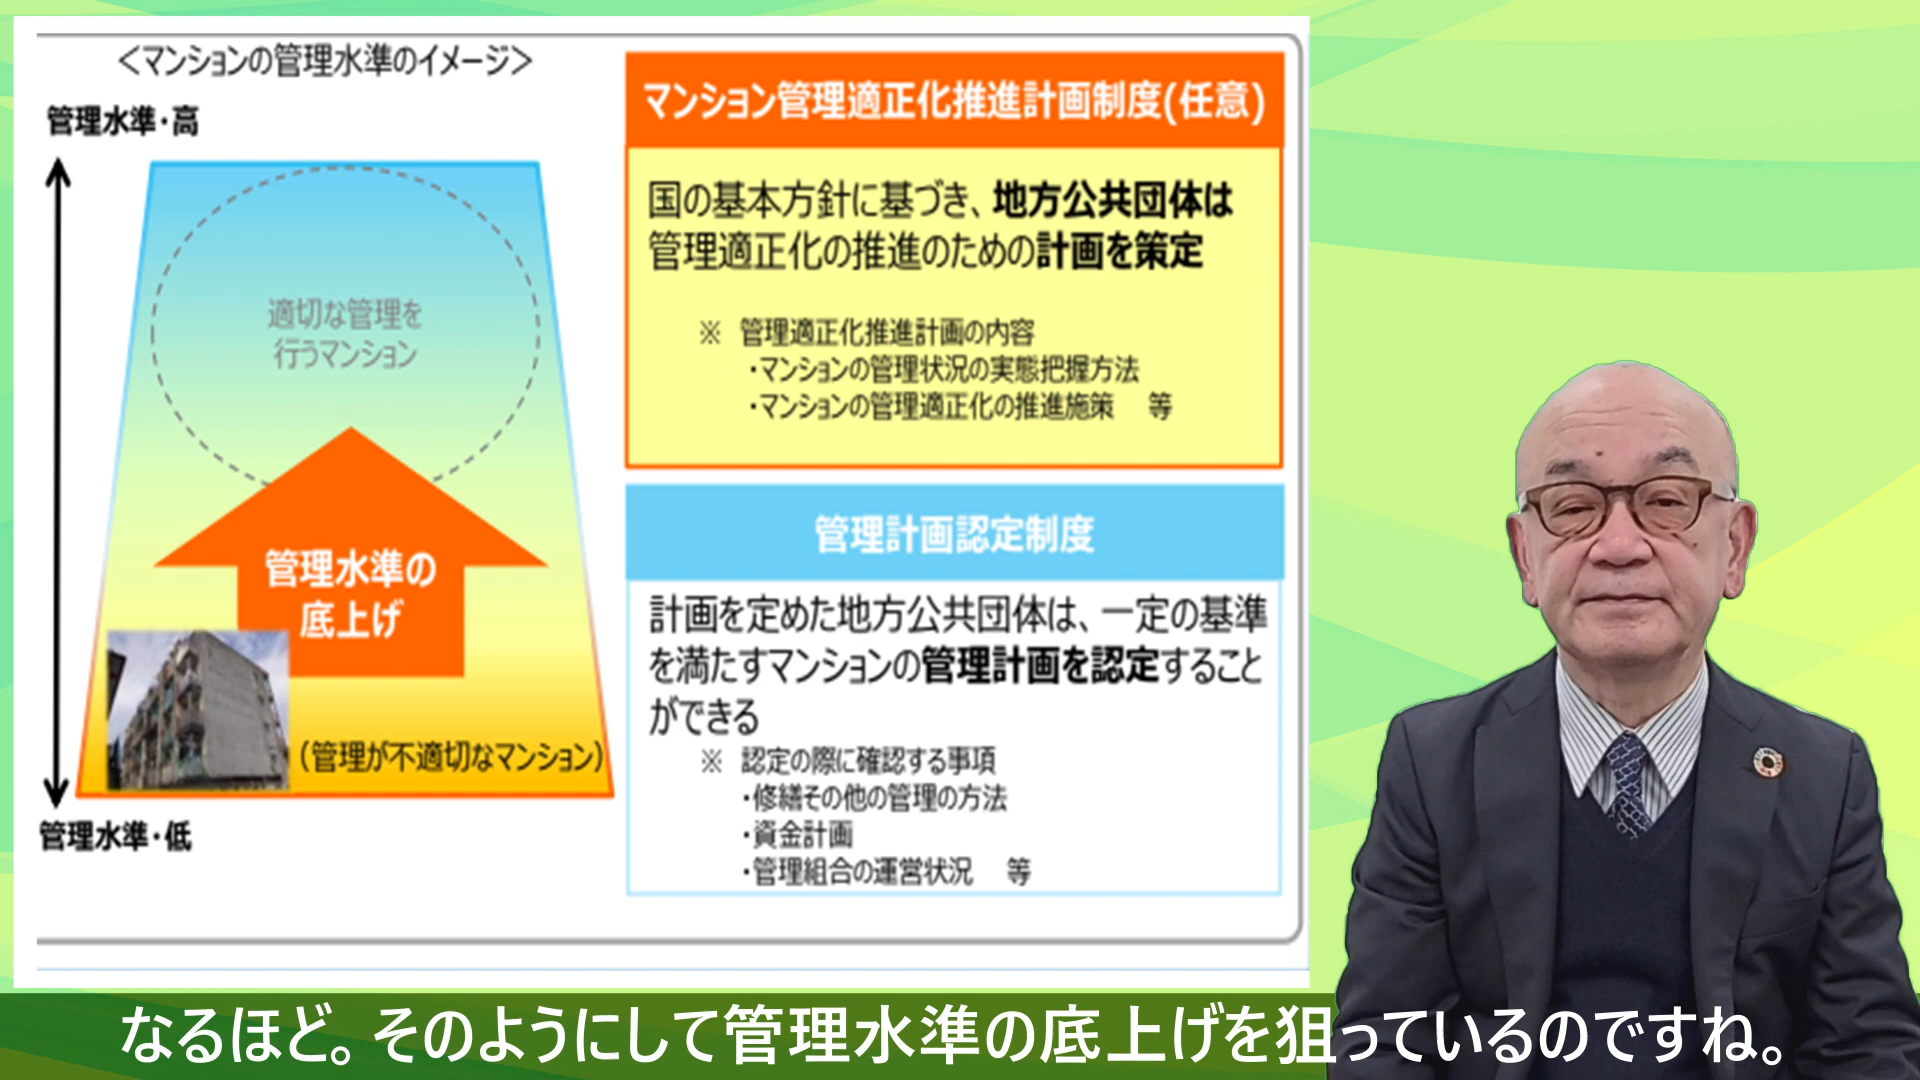 ＜マンションの管理水準のイメージ＞
管理水準・高
適切な管理を
行うマンション
管理水準の
底上げ
（管理が不適切なマンション）
管理水準・低
マンション管理適正化推進計画制度(任意)
国の基本方針に基づき、地方公共団体は
管理適正化の推進のための計画を策定
※ 管理適正化推進計画の内容
・マンションの管理状況の実態把握方法
・マンションの管理適正化の推進施策 等
管理計画認定制度
計画を定めた地方公共団体は、一定の基準
を満たすマンションの管理計画を認定すること
ができる
※ 認定の際に確認する事項
・修繕その他の管理の方法
・資金計画
・管理組合の運営状況 等
なるほど。そのようにして管理水準の底上げを狙っているのですね。